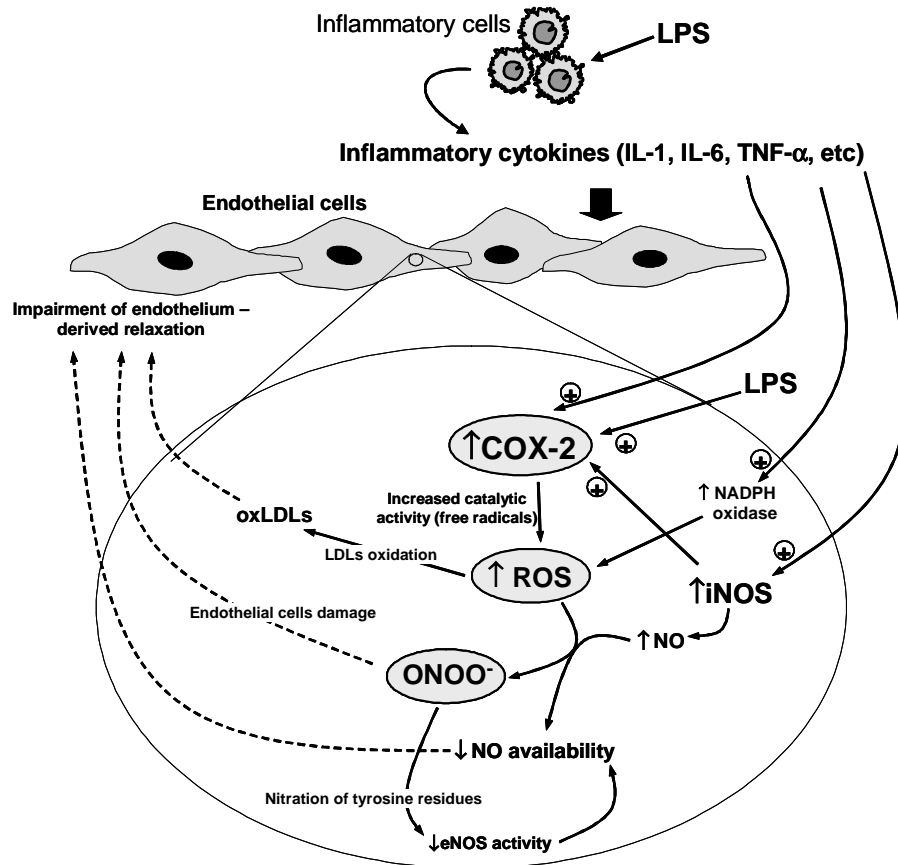 Inflammatory cells
LPS
Inflammatory cytokines (IL-1, IL-6, TNF-α, etc)
Endothelial cells
Impairment of endothelium –
derived relaxation
LPS
+
↑COX-2
+
+
+
↑ NADPH
oxidase
Increased catalytic
activity (free radicals)
oxLDLs
LDLs oxidation
+
↑ ROS
↑iNOS
Endothelial cells damage
↑NO
ONOO-
↓ NO availability
Nitration of tyrosine residues
↓eNOS activity